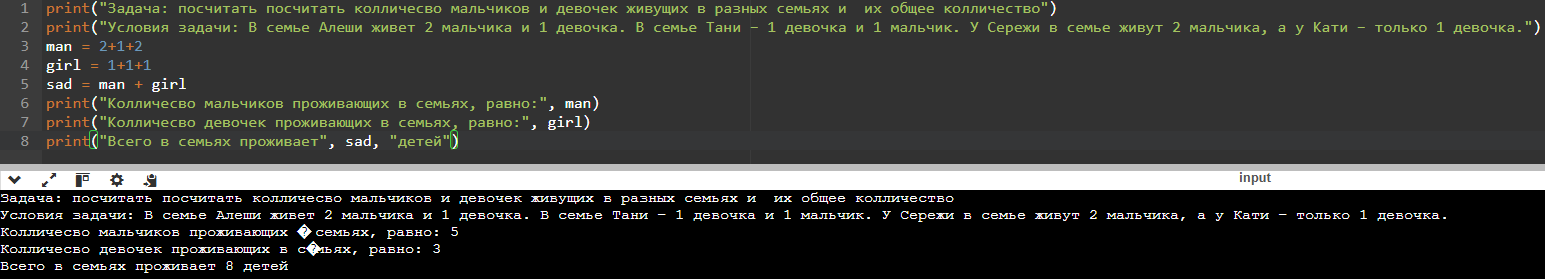 1 print("Задача: посчитать посчитать колличесво мальчиков и девочек живущих в разных семьях и  их общее колличество")
2 print("Условия задачи: В семье Алеши живет 2 мальчика и 1 девочка. В семье Тани – 1 девочка и 1 мальчик. У Сережи в семье живут 2 мальчика, а у Кати – только 1 девочка.")
3 man = 2+1+2
4 girl = 1+1+1
5 sad = man + girl
6 print("Колличесво мальчиков проживающих в семьях, равно:", man)
7 print("Колличесво девочек проживающих в семьях, равно:", girl)
8 print("Всего в семьях проживает", sad, "детей")
input
Задача: посчитать посчитать колличесво мальчиков и девочек живущих в разных семьях и  их общее колличество
Условия задачи: В семье Алеши живет 2 мальчика и 1 девочка. В семье Тани – 1 девочка и 1 мальчик. У Сережи в семье живут 2 мальчика, а у Кати – только 1 девочка.
Колличесво мальчиков проживающих �семьях, равно: 5
Колличесво девочек проживающих в с�мьях, равно: 3
Всего в семьях проживает 8 детей